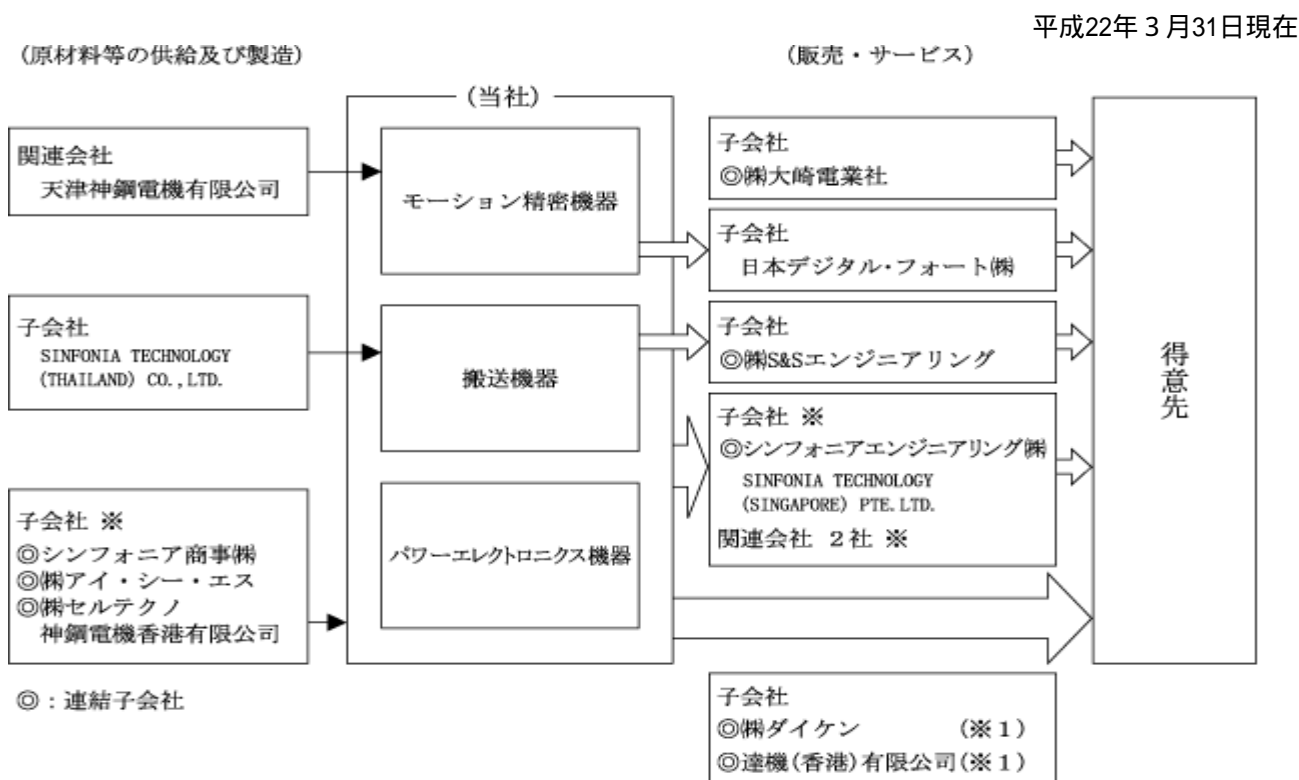 平成22年３月31日現在
(原材料等の供給及び製造)
(販売・サービス)
(当社)
関連会社
天津神鋼電機有限公司
子会社
SINFONIA TECHNOLOGY
(THAILAND) CO.,LTD.
子会社 ※
◎シンフォニア商事㈱
◎㈱アイ・シー・エス
◎㈱セルテクノ
神鋼電機香港有限公司
◎：連結子会社
モーション精密機器
搬送機器
パワーエレクトロニクス機器
子会社
◎㈱大崎電業社
子会社
日本デジタル・フォート㈱
子会社
◎㈱S&Sエンジニアリング
子会社 ※
◎シンフォニアエンジニアリング㈱
SINFONIA TECHNOLOGY
(SINGAPORE) PTE.LTD.
関連会社 ２社 ※
子会社
◎㈱ダイケン (※１)
◎達機(香港)有限公司(※１)
得意先